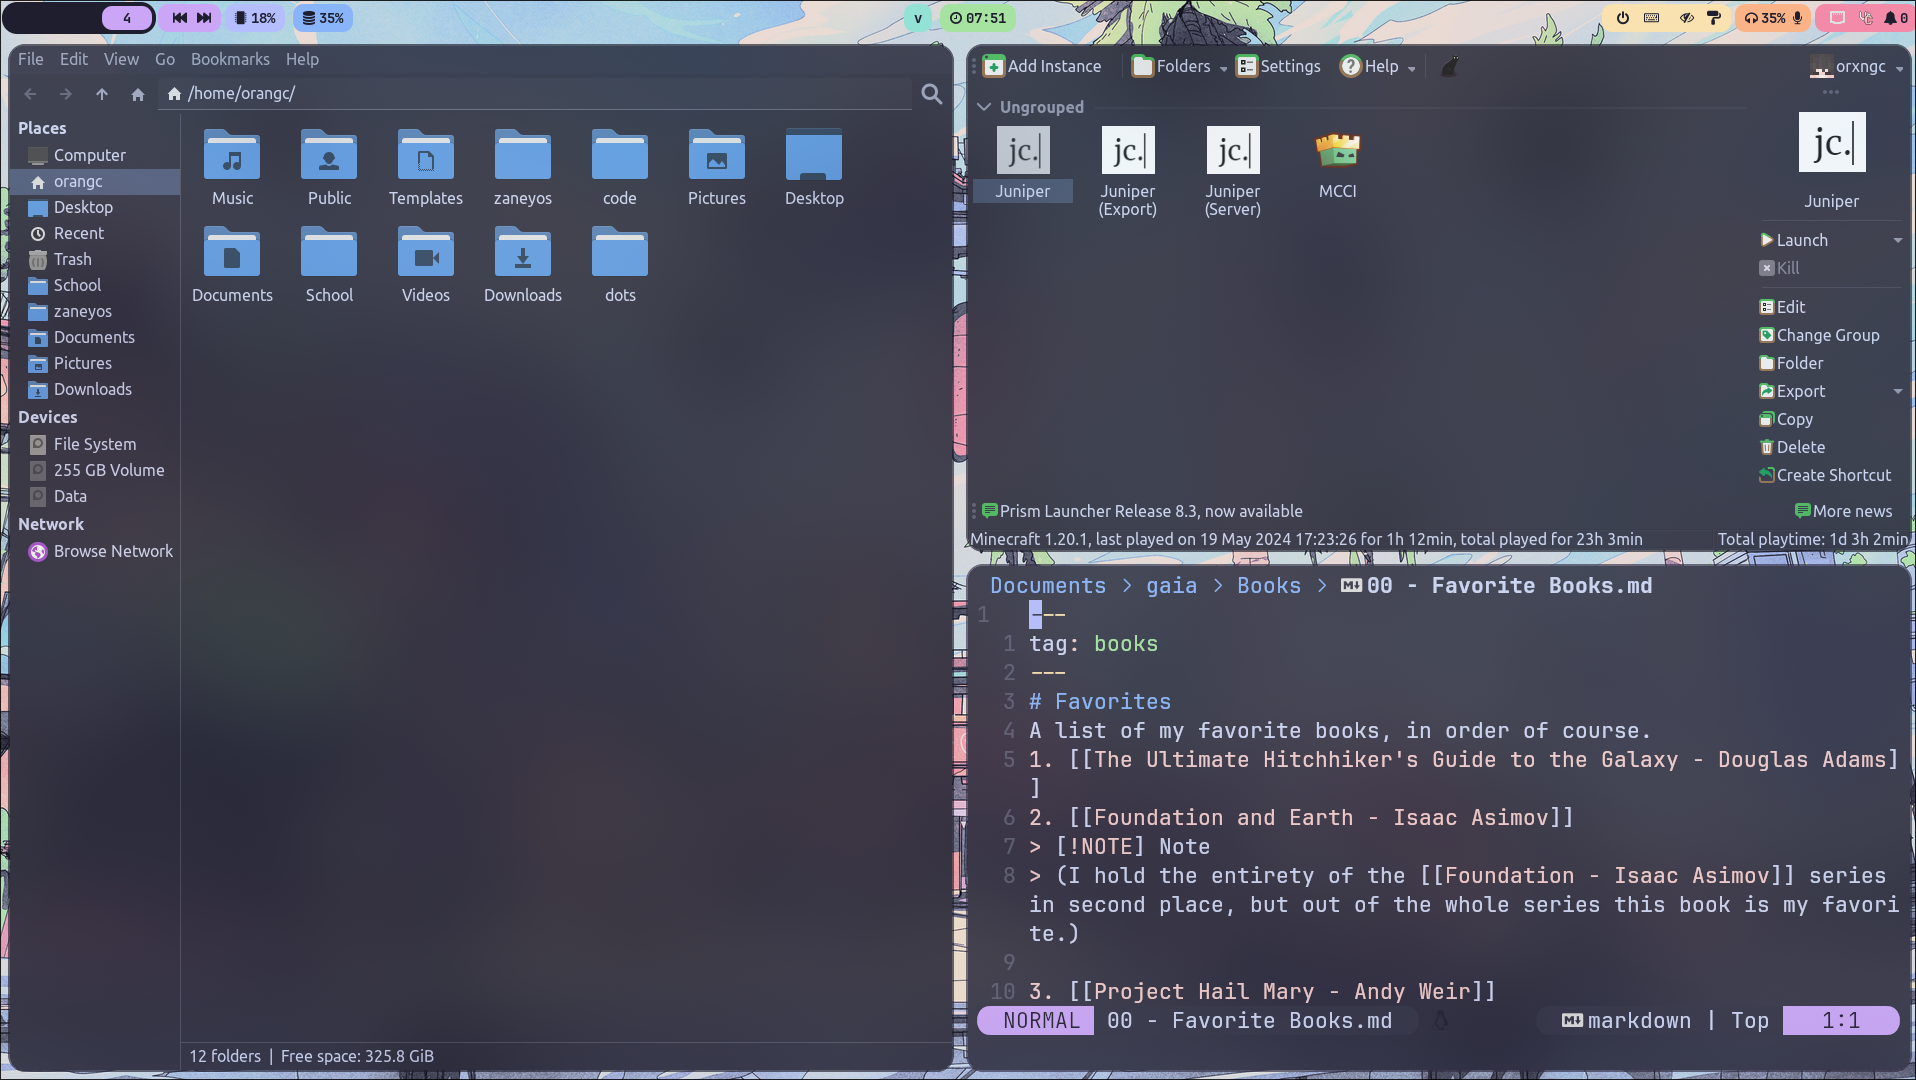 4
18%
35%
v
07:51
35%
0
File Edit View Go Bookmarks Help
/home/orangc/
Places
Computer
orangc
Desktop
Recent
Trash
School
zaneyos
Documents
Pictures
Downloads
Devices
File System
255 GB Volume
Data
Network
Browse Network
Music Public Templates zaneyos code Pictures Desktop
Documents School Videos Downloads dots
12 folders | Free space: 325.8 GiB
Add Instance Folders Settings Help orxngc
Ungrouped
jc. jc. jc. jc.
Juniper Juniper (Export) Juniper (Server) MCCI
Juniper
Launch
Kill
Edit
Change Group
Folder
Export
Copy
Delete
Create Shortcut
Prism Launcher Release 8.3, now available More news
Minecraft 1.20.1, last played on 19 May 2024 17:23:26 for 1h 12min, total played for 23h 3min Total playtime: 1d 3h 2min
Documents > gaia > Books > 00 - Favorite Books.md
1 ---
1 tag: books
2 ---
3 # Favorites
4 A list of my favorite books, in order of course.
5 1. [[The Ultimate Hitchhiker's Guide to the Galaxy - Douglas Adams]
]
6 2. [[Foundation and Earth - Isaac Asimov]]
7 > [!NOTE] Note
8 > (I hold the entirety of the [[Foundation - Isaac Asimov]] series
in second place, but out of the whole series this book is my favori
te.)
9
10 3. [[Project Hail Mary - Andy Weir]]
NORMAL 00 - Favorite Books.md markdown | Top 1:1